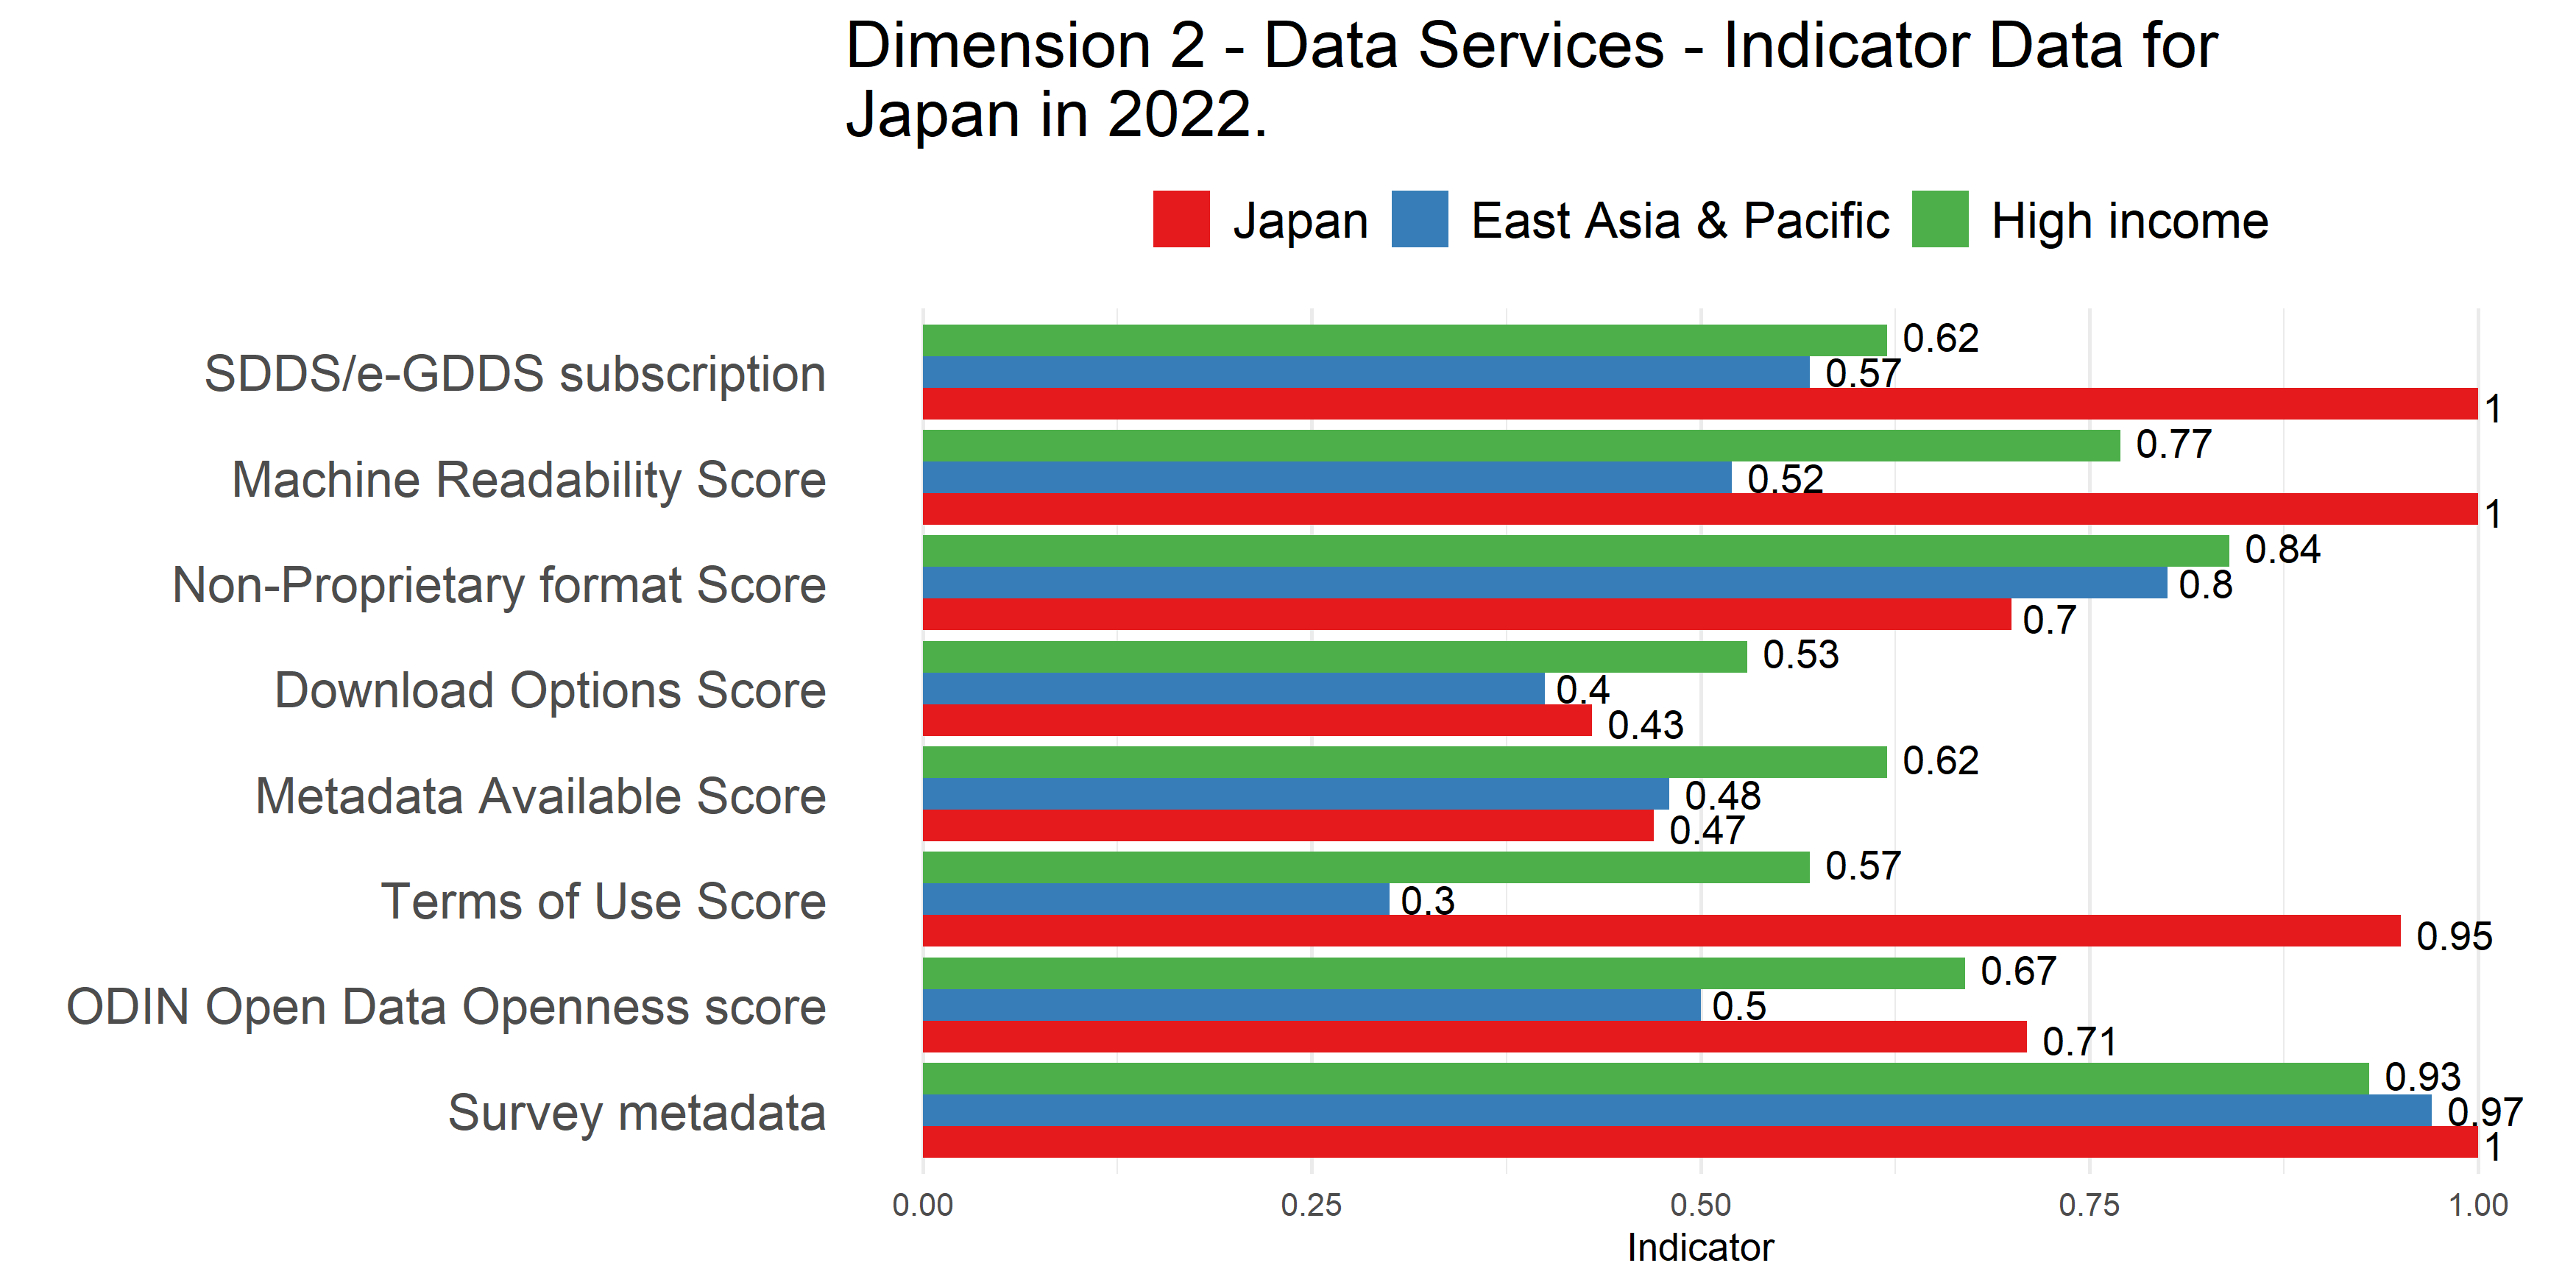 Dimension 2 - Data Services - Indicator Data for
Japan in 2022.
Japan East Asia & Pacific High income
SDDS/e-GDDS subscription
0.62
0.57
1
Machine Readability Score
0.77
0.52
1
Non-Proprietary format Score
0.84
0.8
0.7
Download Options Score
0.53
0.4
0.43
Metadata Available Score
0.62
0.48
0.47
Terms of Use Score
0.57
0.3
0.95
ODIN Open Data Openness score
0.67
0.5
0.71
Survey metadata
0.93
0.97
1
0.00 0.25 0.50 0.75 1.00
Indicator